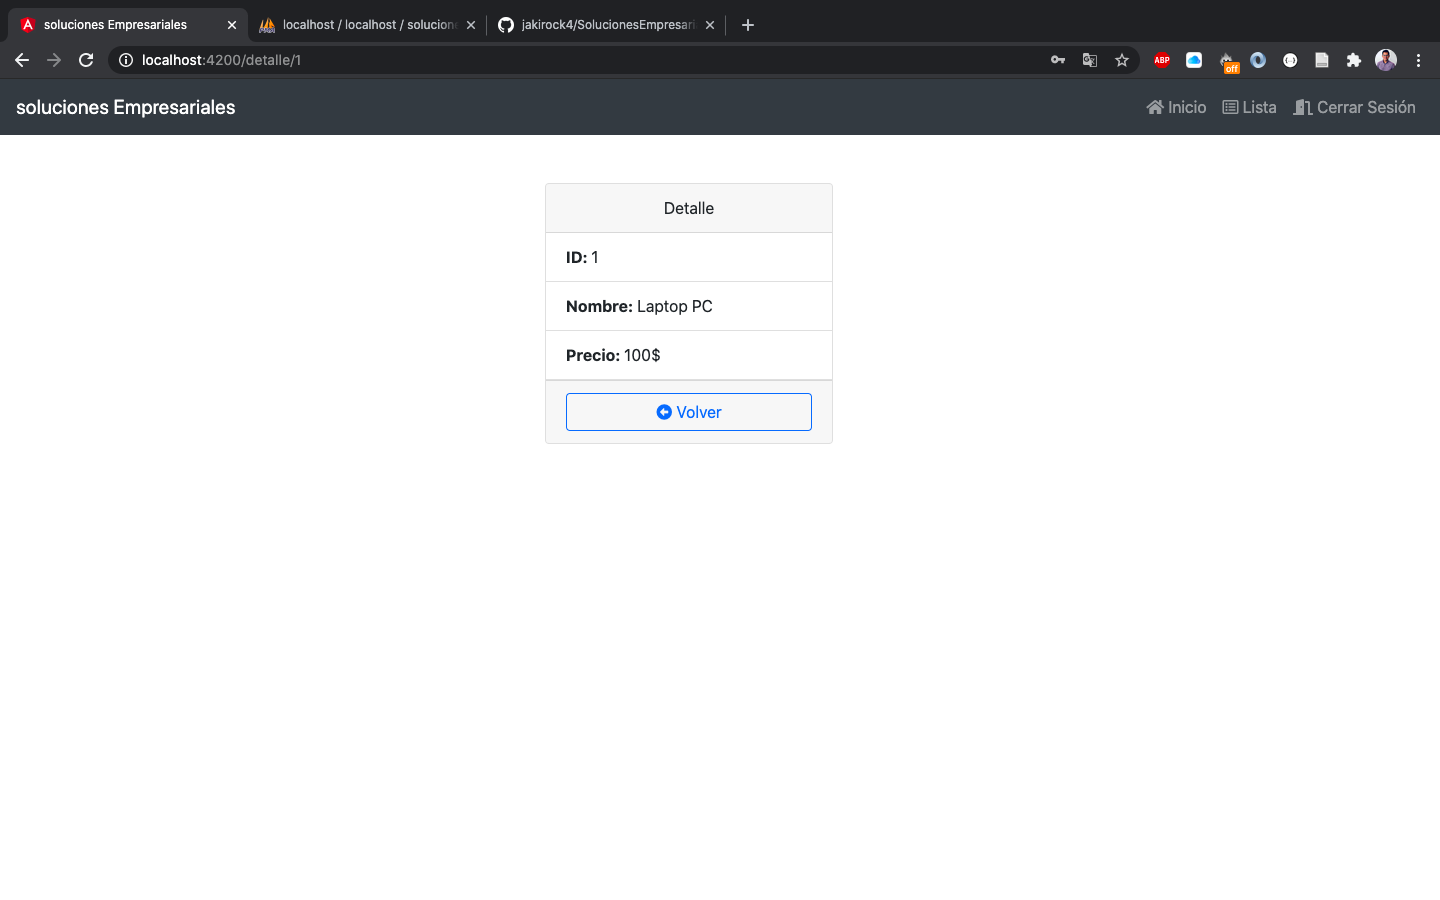 soluciones Empresariales
localhost / localhost / solucione
jakirock4/SolucionesEmpresari
localhost:4200/detalle/1
ABP
off
soluciones Empresariales
Inicio
Lista
Cerrar Sesión
Detalle
ID: 1
Nombre: Laptop PC
Precio: 100$
Volver